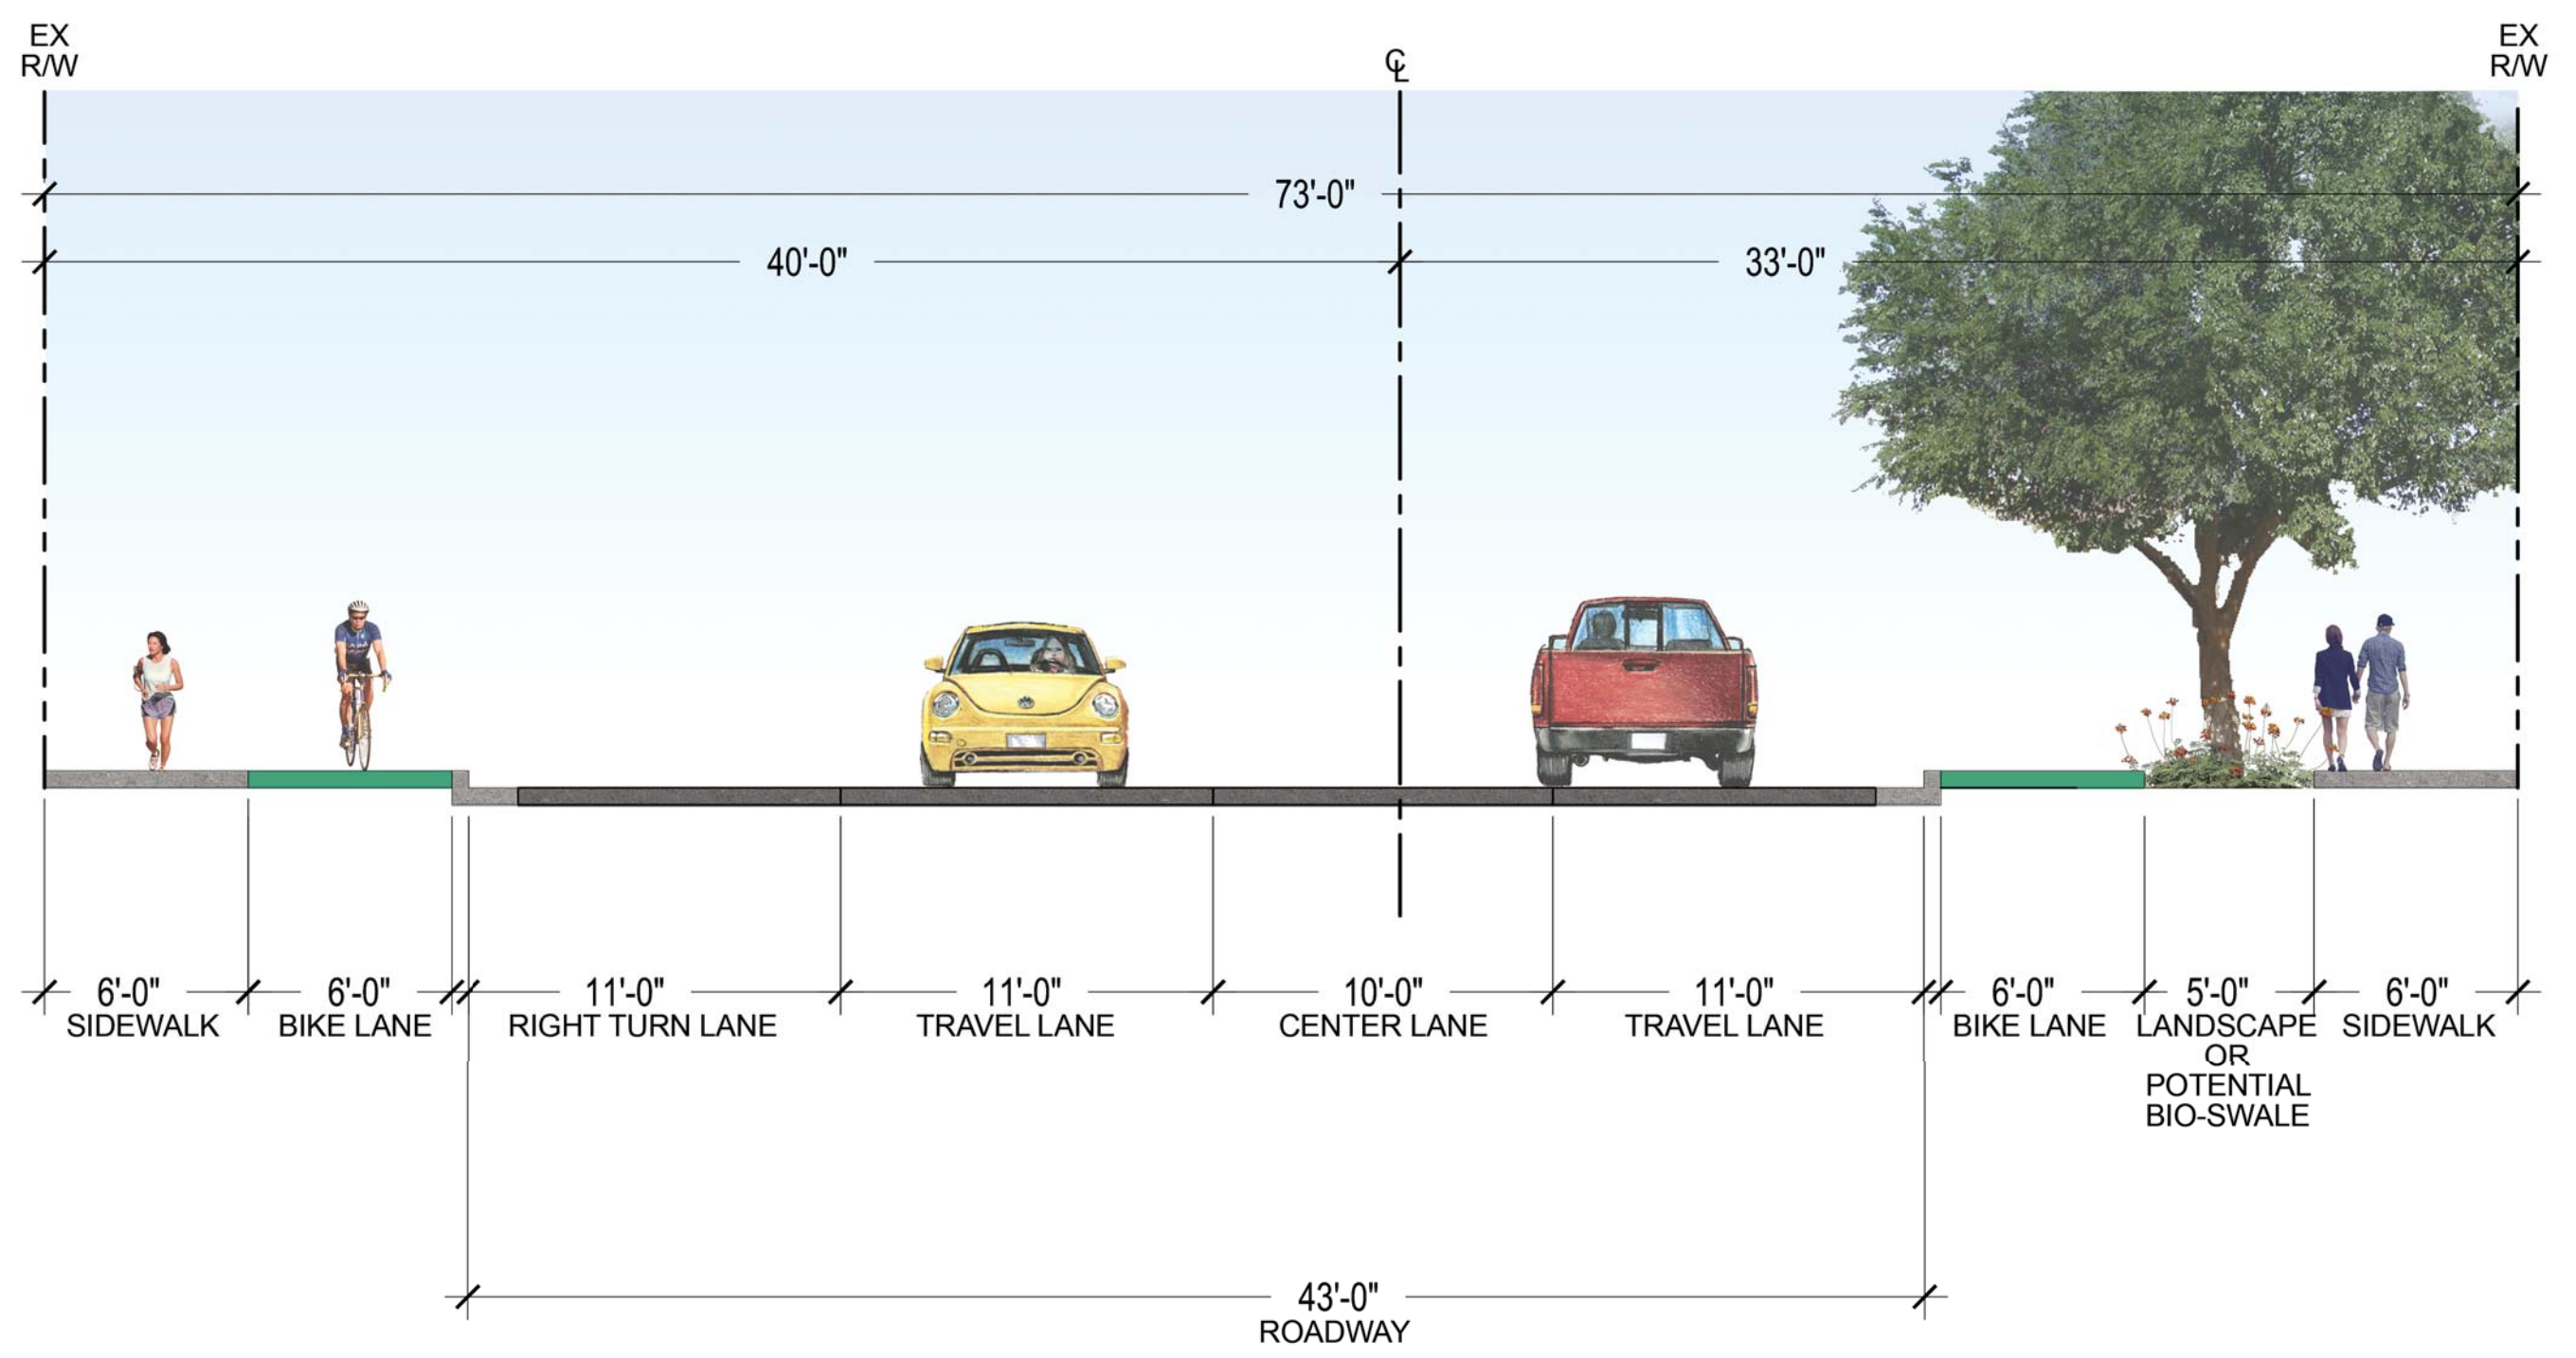 EX
R/W
℄
EX
R/W
73'-0"
40'-0"
33'-0"
6'-0"
SIDEWALK
6'-0"
BIKE LANE
11'-0"
RIGHT TURN LANE
11'-0"
TRAVEL LANE
10'-0"
CENTER LANE
11'-0"
TRAVEL LANE
6'-0"
BIKE LANE
5'-0"
LANDSCAPE
OR
POTENTIAL
BIO-SWALE
6'-0"
SIDEWALK
43'-0"
ROADWAY